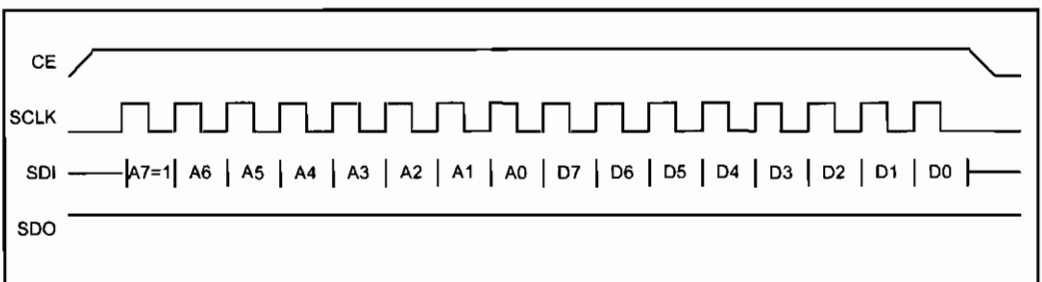 CE
SCLK
SDI A7=1 A6 A5 A4 A3 A2 A1 A0 D7 D6 D5 D4 D3 D2 D1 D0
SDO